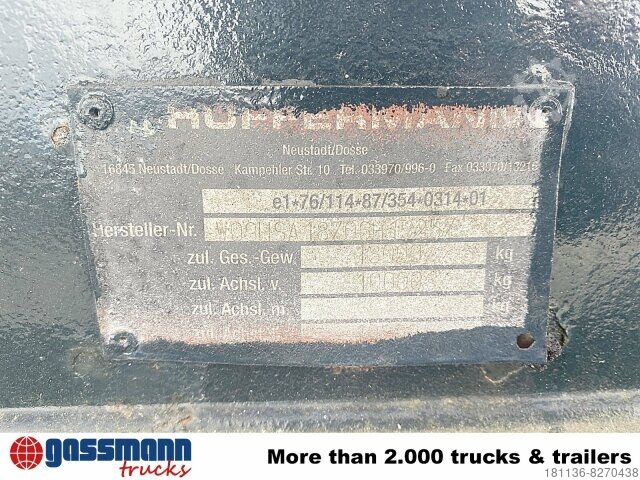 HÜFFERMANN
Neustadt/Dosse
16845 Neustadt/Dosse Kampehler Str. 10 Tel. 033970/996-0 Fax 033970/13216
e1*76/114*87/354*0314*01
Hersteller-Nr.
zul. Ges.-Gew. kg
zul. Achsl. v. kg
zul. Achsl. m. kg
gassmann trucks
More than 2.000 trucks & trailers
181136-8270438